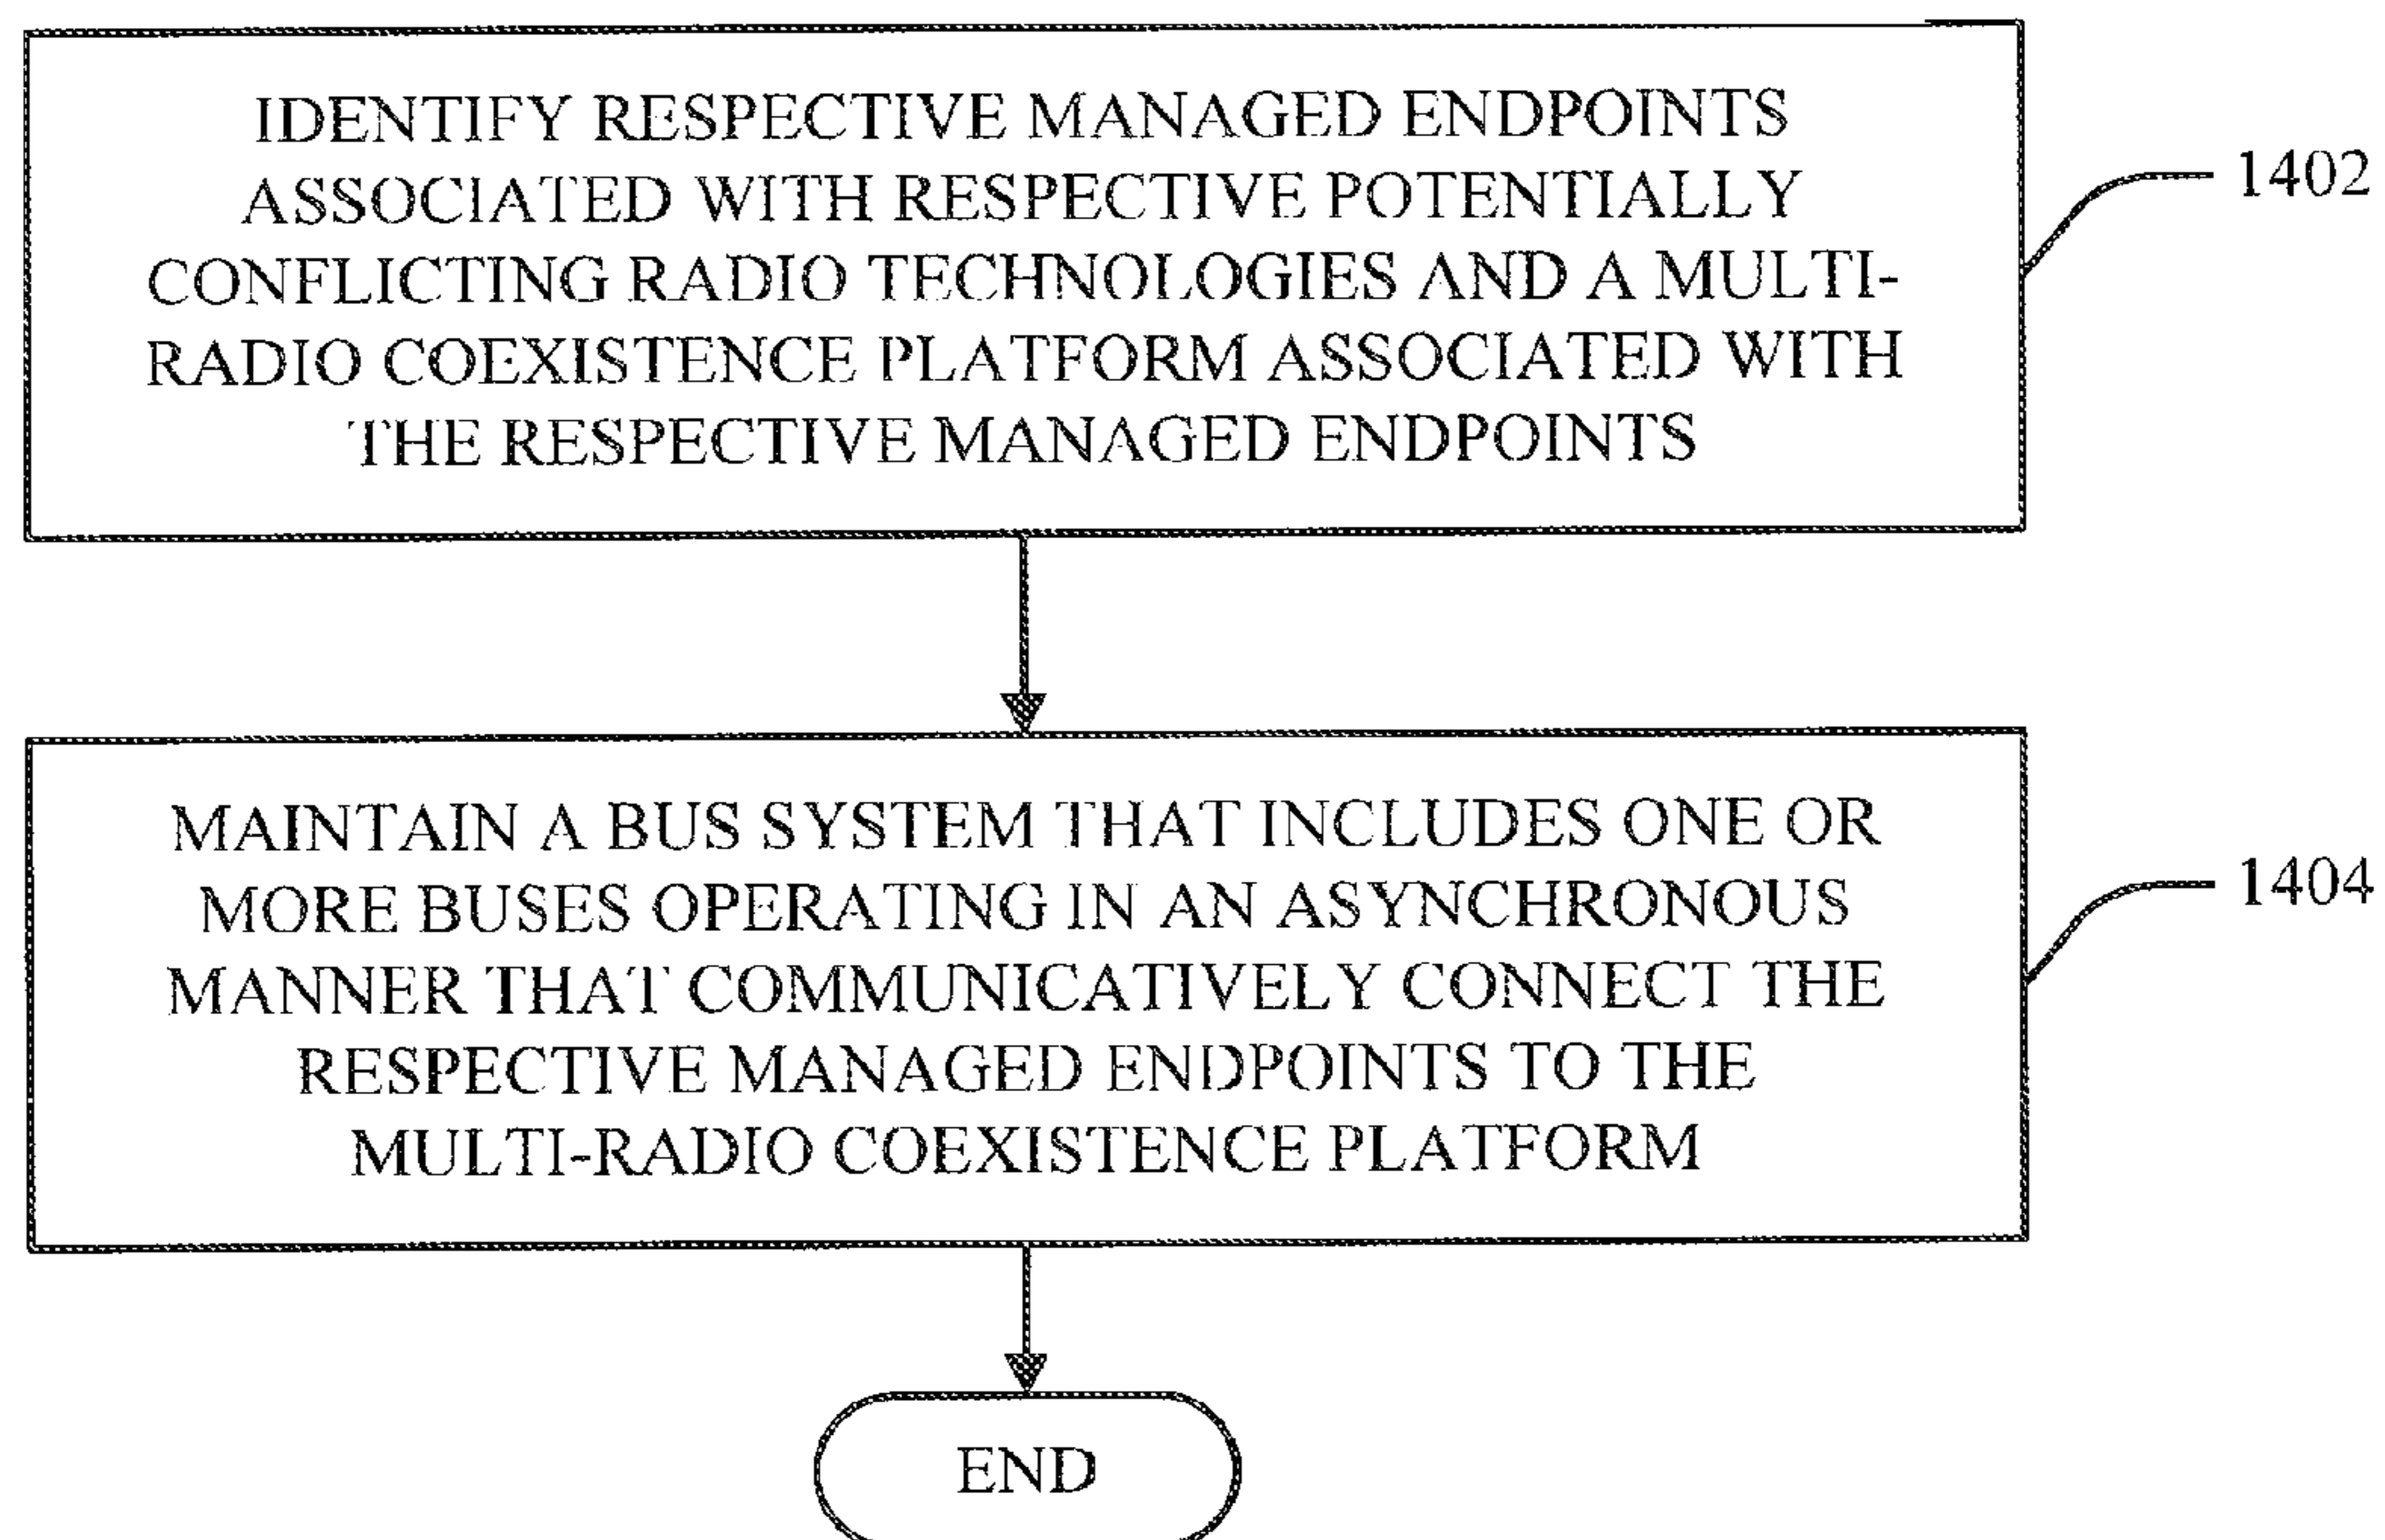 IDENTIFY RESPECTIVE MANAGED ENDPOINTS
ASSOCIATED WITH RESPECTIVE POTENTIALLY
CONFLICTING RADIO TECHNOLOGIES AND A MULTI-
RADIO COEXISTENCE PLATFORM ASSOCIATED WITH
THE RESPECTIVE MANAGED ENDPOINTS
1402
MAINTAIN A BUS SYSTEM THAT INCLUDES ONE OR
MORE BUSES OPERATING IN AN ASYNCHRONOUS
MANNER THAT COMMUNICATIVELY CONNECT THE
RESPECTIVE MANAGED ENDPOINTS TO THE
MULTI-RADIO COEXISTENCE PLATFORM
1404
END